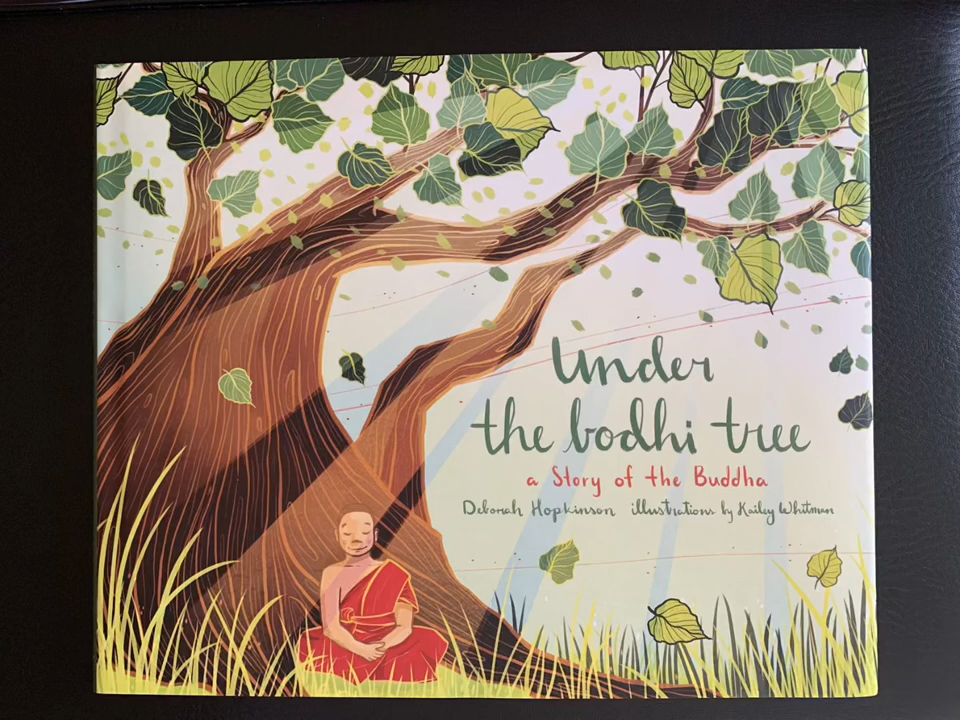 Under
the bodhi tree
a Story of the Buddha
Deborah Hopkinson illustrations by Kailey Whitman